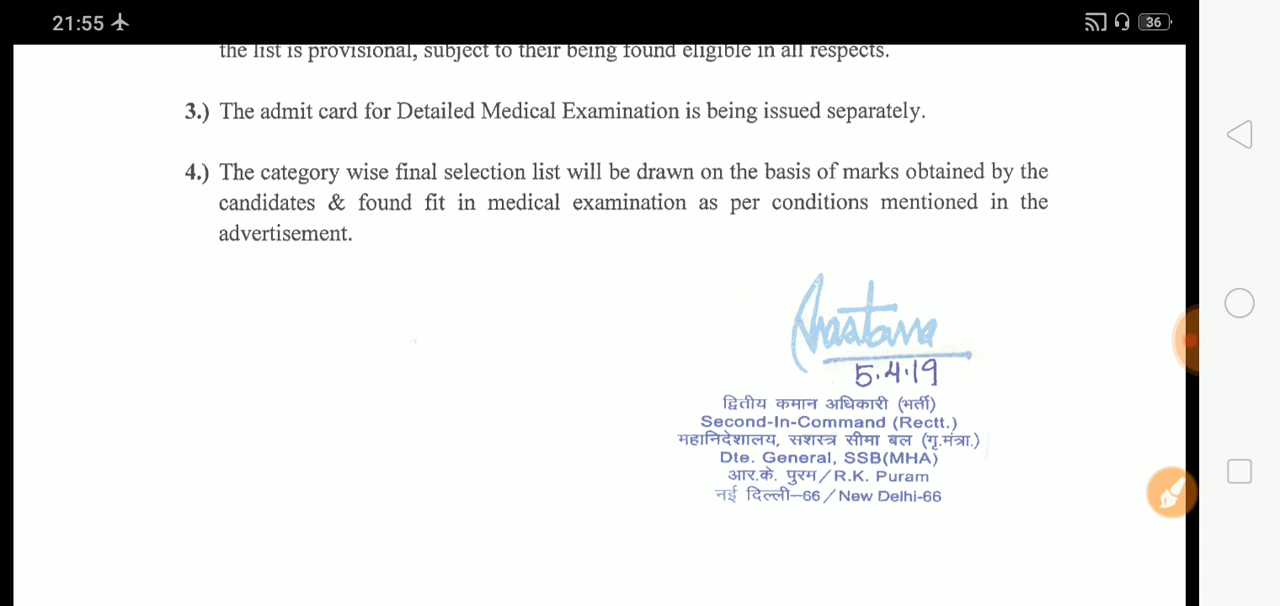 21:55
36
the list is provisional, subject to their being found eligible in all respects.
3.) The admit card for Detailed Medical Examination is being issued separately.
4.) The category wise final selection list will be drawn on the basis of marks obtained by the
candidates & found fit in medical examination as per conditions mentioned in the
advertisement.
5.4.19
द्वितीय कमान अधिकारी (भर्ती)
Second-In-Command (Rectt.)
महानिदेशालय, सशस्त्र सीमा बल (गृ.मंत्रा.)
Dte. General, SSB(MHA)
आर.के. पुरम/R.K. Puram
नई दिल्ली–66/New Delhi-66